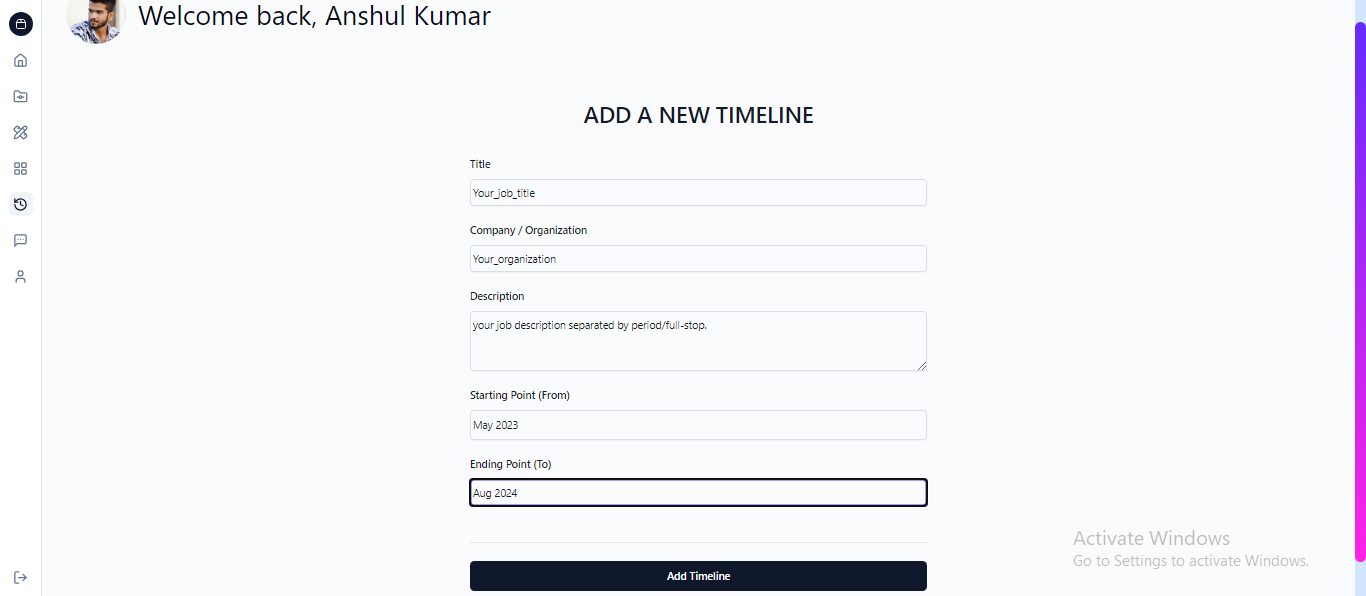 Welcome back, Anshul Kumar
ADD A NEW TIMELINE
Title
Your_job_title
Company / Organization
Your_organization
Description
your job description separated by period/full-stop.
Starting Point (From)
May 2023
Ending Point (To)
Aug 2024
Add Timeline
Activate Windows
Go to Settings to activate Windows.